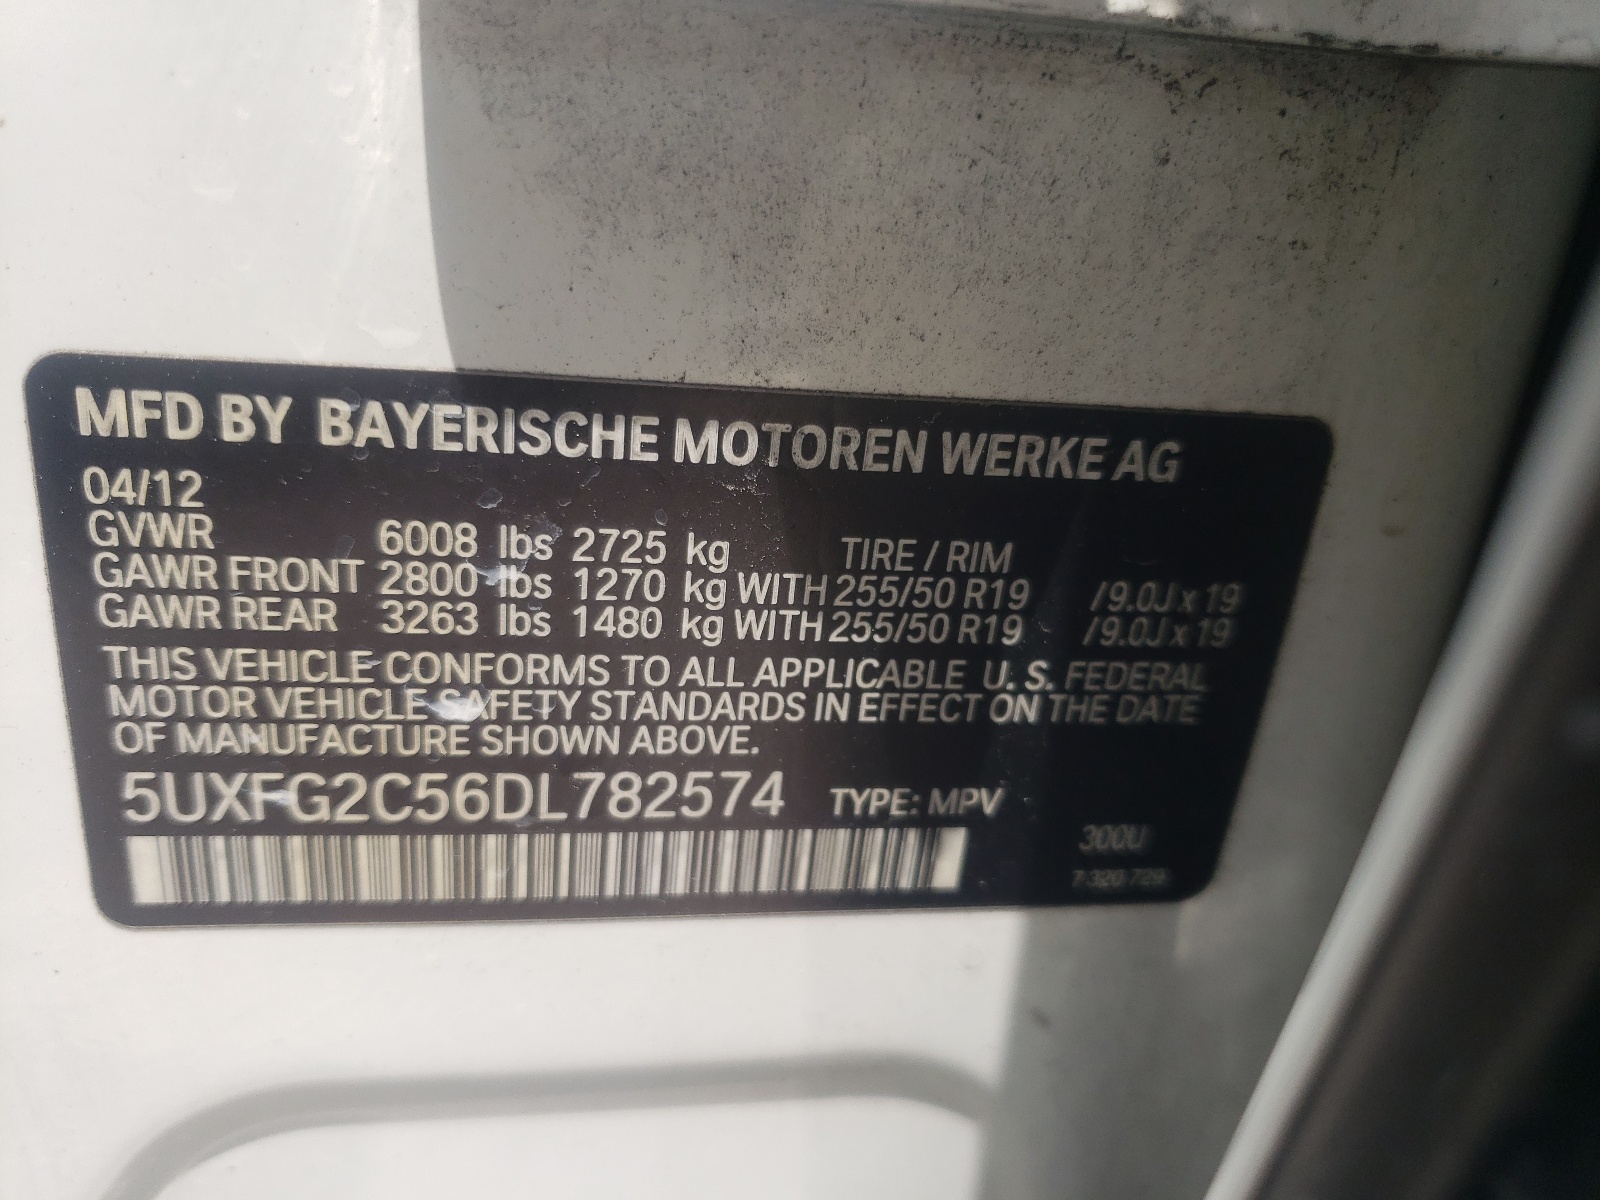 MFD BY BAYERISCHE MOTOREN WERKE AG
04/12
GVWR 6008 lbs 2725 kg TIRE / RIM
GAWR FRONT 2800 lbs 1270 kg WITH 255/50 R19 /9.0J x 19
GAWR REAR 3263 lbs 1480 kg WITH 255/50 R19 /9.0J x 19
THIS VEHICLE CONFORMS TO ALL APPLICABLE U. S. FEDERAL
MOTOR VEHICLE SAFETY STANDARDS IN EFFECT ON THE DATE
OF MANUFACTURE SHOWN ABOVE.
5UXFG2C56DL782574 TYPE: MPV
300U
7 326 729